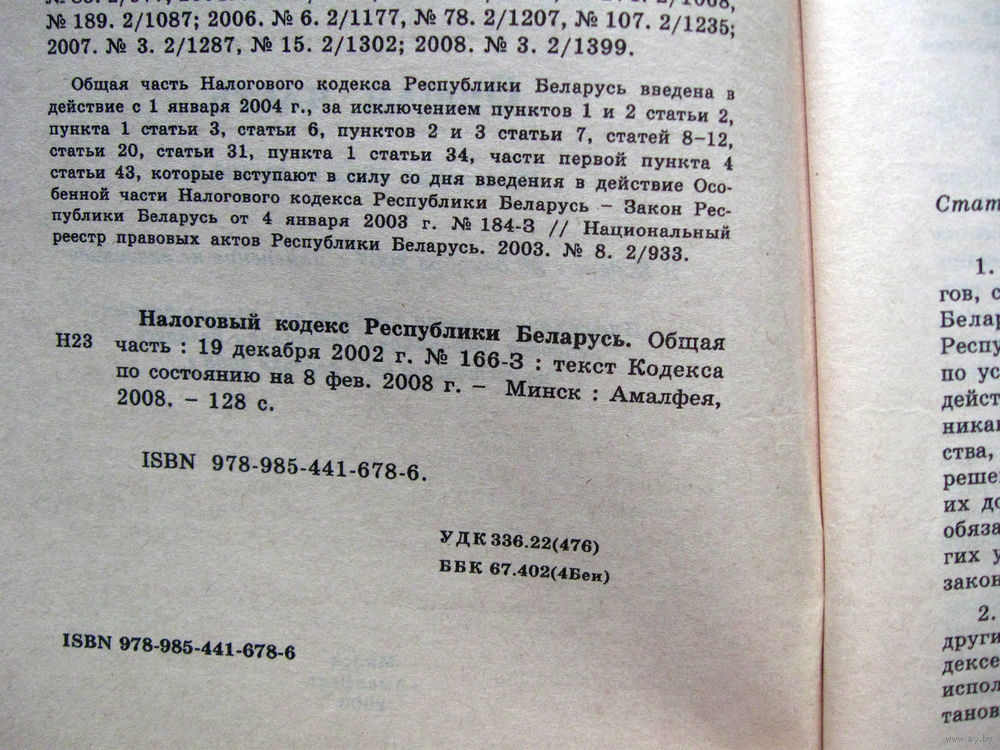 № 189. 2/1087; 2006. № 6. 2/1177, № 78. 2/1207, № 107. 2/1235;
2007. № 3. 2/1287, № 15. 2/1302; 2008. № 3. 2/1399.
Общая часть Налогового кодекса Республики Беларусь введена в
действие с 1 января 2004 г., за исключением пунктов 1 и 2 статьи 2,
пункта 1 статьи 3, статьи 6, пунктов 2 и 3 статьи 7, статей 8–12,
статьи 20, статьи 31, пункта 1 статьи 34, части первой пункта 4
статьи 43, которые вступают в силу со дня введения в действие Осо-
бенной части Налогового кодекса Республики Беларусь – Закон Рес-
публики Беларусь от 4 января 2003 г. № 184-З // Национальный
реестр правовых актов Республики Беларусь. 2003. № 8. 2/933.
Налоговый кодекс Республики Беларусь. Общая
Н23 часть : 19 декабря 2002 г. № 166-З : текст Кодекса
по состоянию на 8 фев. 2008 г. – Минск : Амалфея,
2008. – 128 с.
ISBN 978-985-441-678-6.
УДК 336.22(476)
ББК 67.402(4Беи)
ISBN 978-985-441-678-6
Стат
1.
гов, с
Белар
Респу
по ус
дейст
никаю
ства,
реше
их до
обяза
гих у
закон
2.
други
дексе
испол
танов
www.ay.by